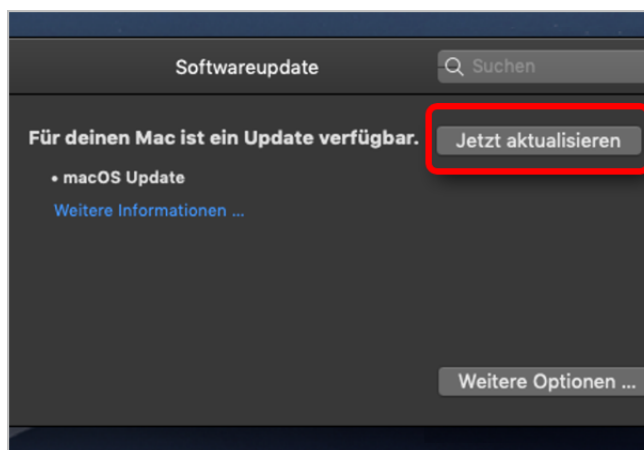 Softwareupdate
Suchen
Für deinen Mac ist ein Update verfügbar.
Jetzt aktualisieren
• macOS Update
Weitere Informationen ...
Weitere Optionen ...